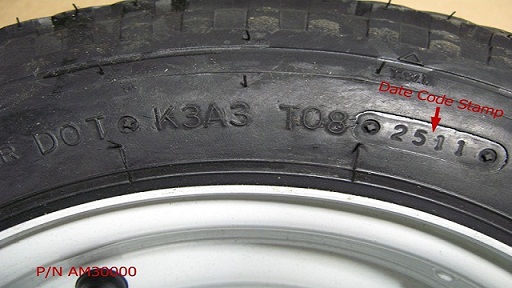 Date Code Stamp
R DOT K3A3 T08 2511
P/N AM30000